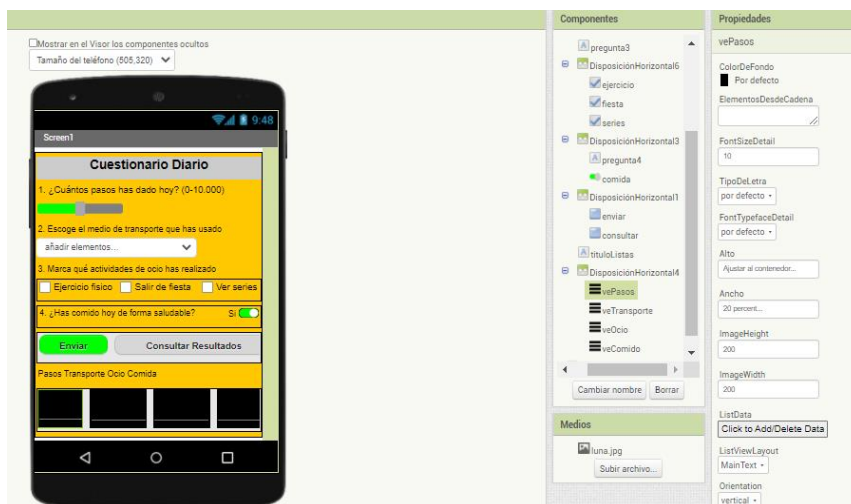 Mostrar en el Visor los componentes ocultos
Tamaño del teléfono (505,320)
9:48
Screen1
Cuestionario Diario
1. ¿Cuántos pasos has dado hoy? (0-10.000)
2. Escoge el medio de transporte que has usado
añadir elementos...
3. Marca qué actividades de ocio has realizado
Ejercicio fisico Salir de fiesta Ver series
4. ¿Has comido hoy de forma saludable? Si
Enviar Consultar Resultados
Pasos Transporte Ocio Comida
Componentes
pregunta3
DisposiciónHorizontal6
ejercicio
fiesta
series
DisposiciónHorizontal3
pregunta4
comida
DisposiciónHorizontal1
enviar
consultar
tituloListas
DisposiciónHorizontal4
vePasos
veTransporte
veOcio
veComido
Cambiar nombre Borrar
Medios
luna.jpg
Subir archivo...
Propiedades
vePasos
ColorDeFondo
Por defecto
ElementosDesdeCadena
FontSizeDetail
10
TipoDeLetra
por defecto
FontTypefaceDetail
por defecto
Alto
Ajustar al contenedor...
Ancho
20 percent...
ImageHeight
200
ImageWidth
200
ListData
Click to Add/Delete Data
ListViewLayout
MainText
Orientation
vertical